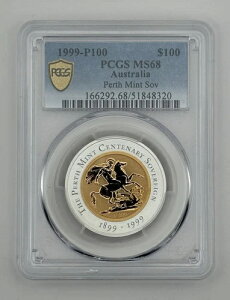 1999-P100 $100
PCGS MS68
Australia
Perth Mint Sov
166292.68/51848320
PCGS
THE PERTH MINT CENTENARY SOVEREIGN
1899 - 1999